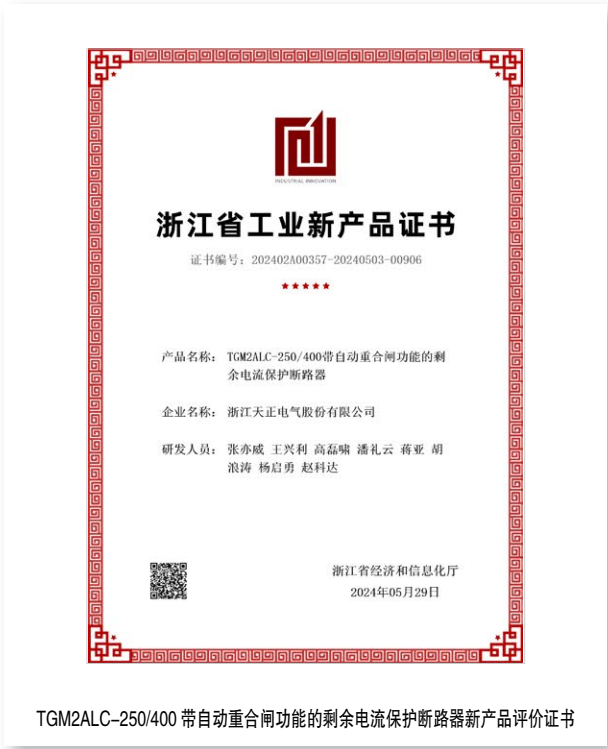 INDUSTRIAL INNOVATION
浙江省工业新产品证书
证书编号：202402A00357-20240503-00906
产品名称： TGM2ALC-250/400带自动重合闸功能的剩
余电流保护断路器
企业名称： 浙江天正电气股份有限公司
研发人员： 张亦威 王兴利 高磊啸 潘礼云 蒋亚 胡
浪涛 杨启勇 赵科达
浙江省经济和信息化厅
2024年05月29日
TGM2ALC-250/400 带自动重合闸功能的剩余电流保护断路器新产品评价证书